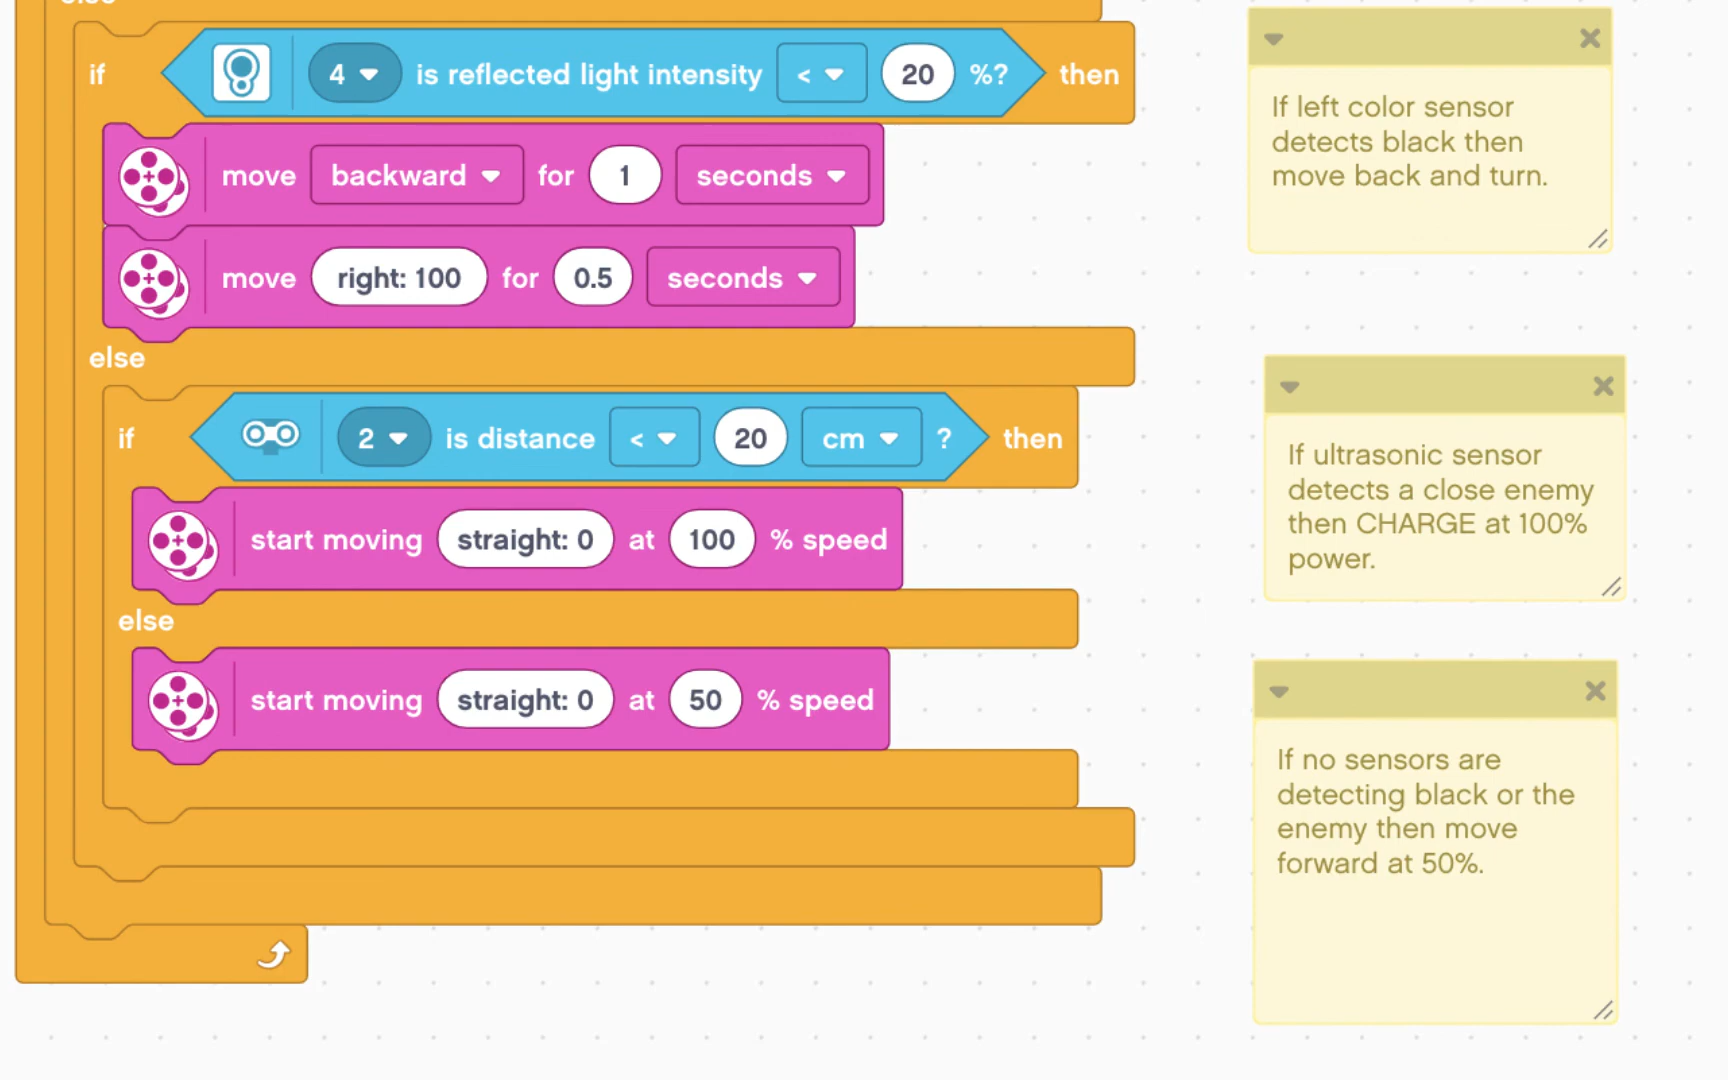 else
if 4 is reflected light intensity < 20 %? then
move backward for 1 seconds
move right: 100 for 0.5 seconds
else
if 2 is distance < 20 cm ? then
start moving straight: 0 at 100 % speed
else
start moving straight: 0 at 50 % speed
If left color sensor
detects black then
move back and turn.
If ultrasonic sensor
detects a close enemy
then CHARGE at 100%
power.
If no sensors are
detecting black or the
enemy then move
forward at 50%.